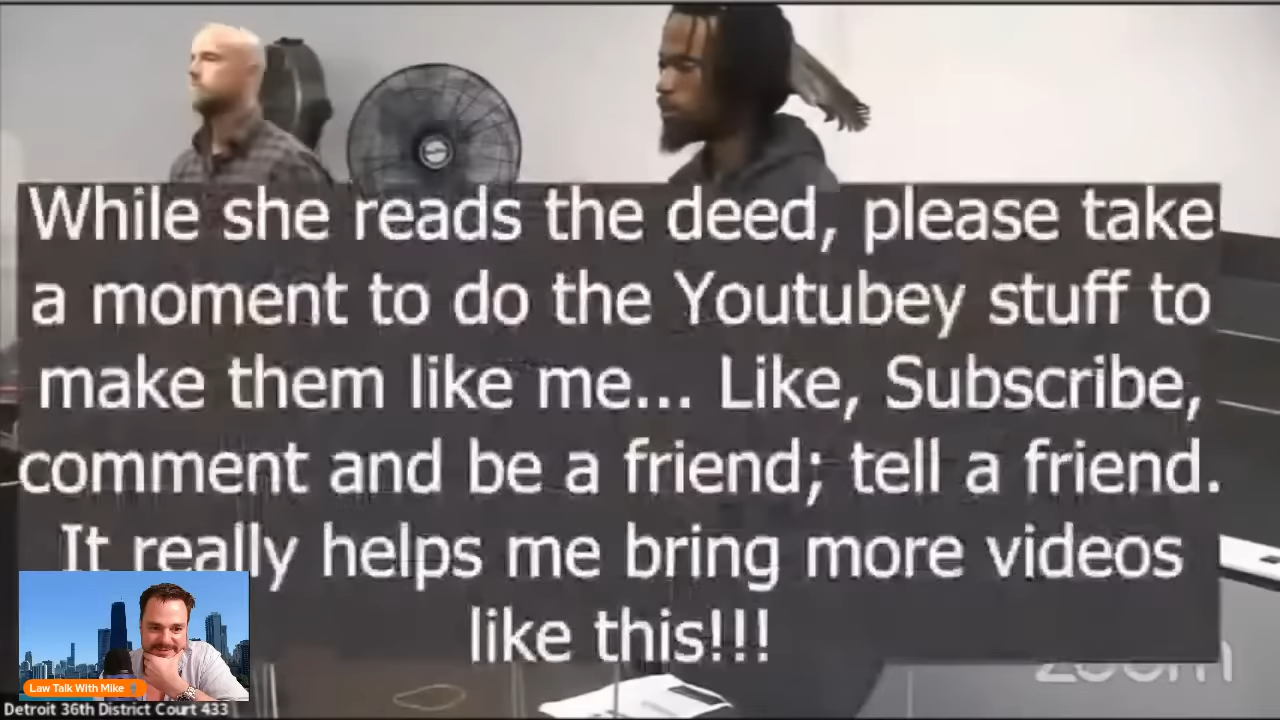 While she reads the deed, please take
a moment to do the Youtubey stuff to
make them like me... Like, Subscribe,
comment and be a friend; tell a friend.
It really helps me bring more videos
like this!!!
zoom
Law Talk With Mike
Detroit 36th District Court 433